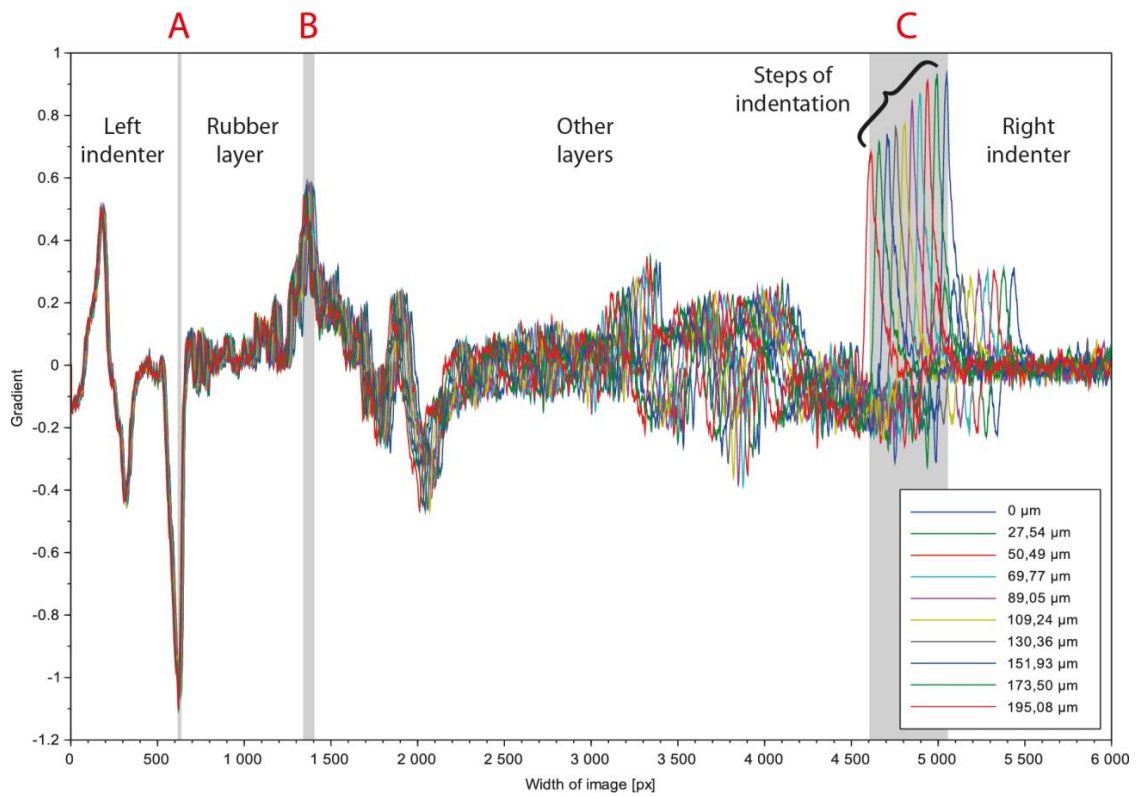 A
B
C
1
0.8
0.6
0.4
0.2
0
-0.2
-0.4
-0.6
-0.8
-1
-1.2
Gradient
Left
indenter
Rubber
layer
Other
layers
Steps of
indentation
Right
indenter
0 µm
27,54 µm
50,49 µm
69,77 µm
89,05 µm
109,24 µm
130,36 µm
151,93 µm
173,50 µm
195,08 µm
0
500
1 000
1 500
2 000
2 500
3 000
3 500
4 000
4 500
5 000
5 500
6 000
Width of image [px]